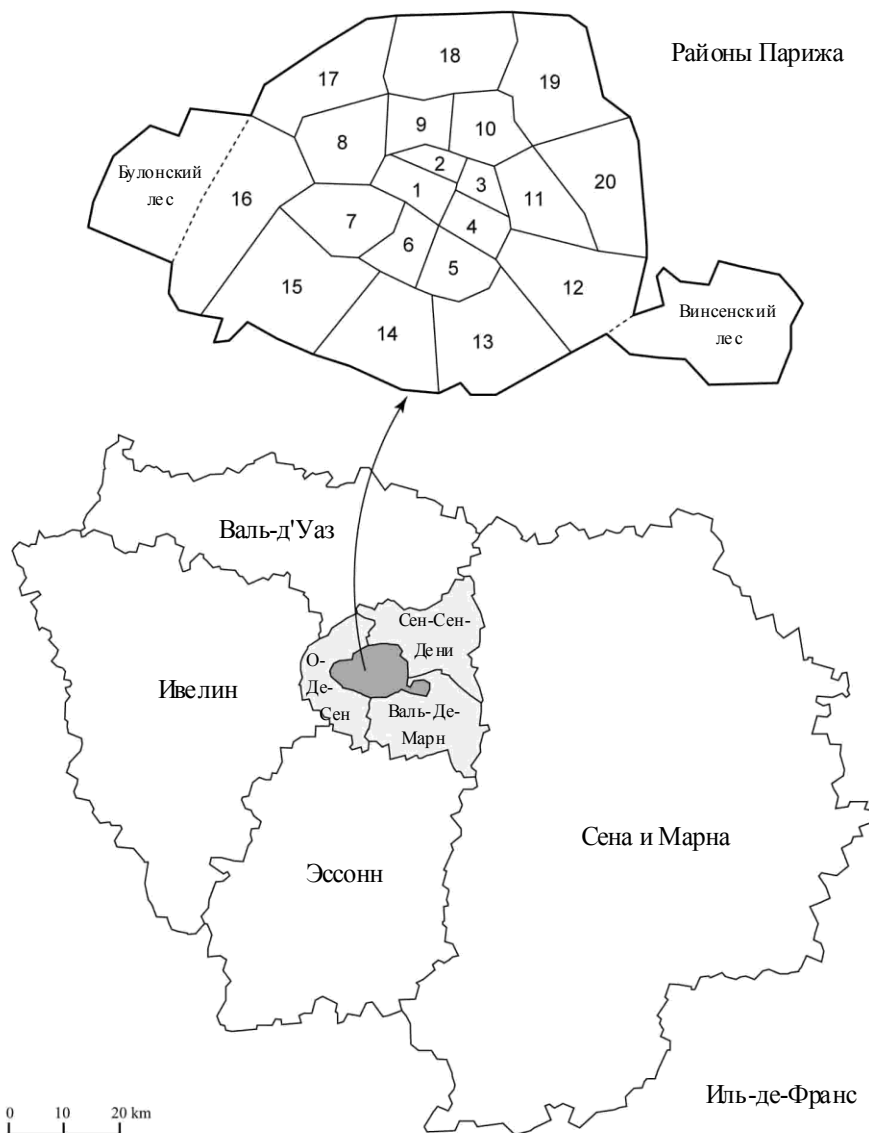 Районы Парижа
18
17
19
9
10
8
2
Булонский
лес
16
3
20
1
11
7
4
6
5
15
12
Винсенский
лес
14
13
Валь-д'Уаз
Сен-Сен-
Дени
О-
Де-
Сен
Ивелин
Валь-Де-
Марн
Сена и Марна
Эссонн
Иль-де-Франс
0 10 20 km